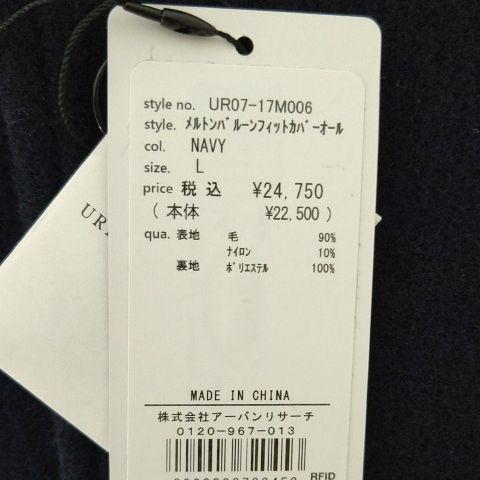 style no. UR07-17M006
style. ﾒﾙﾄﾝﾊﾞﾙｰﾝﾌｨｯﾄｶﾊﾞｰｵｰﾙ
col. NAVY
size. L
price 税込 ¥24,750
( 本体 ¥22,500 )
qua. 表地 毛 90%
ﾅｲﾛﾝ 10%
裏地 ﾎﾟﾘｴｽﾃﾙ 100%
MADE IN CHINA
株式会社アーバンリサーチ
0120-967-013
RFID